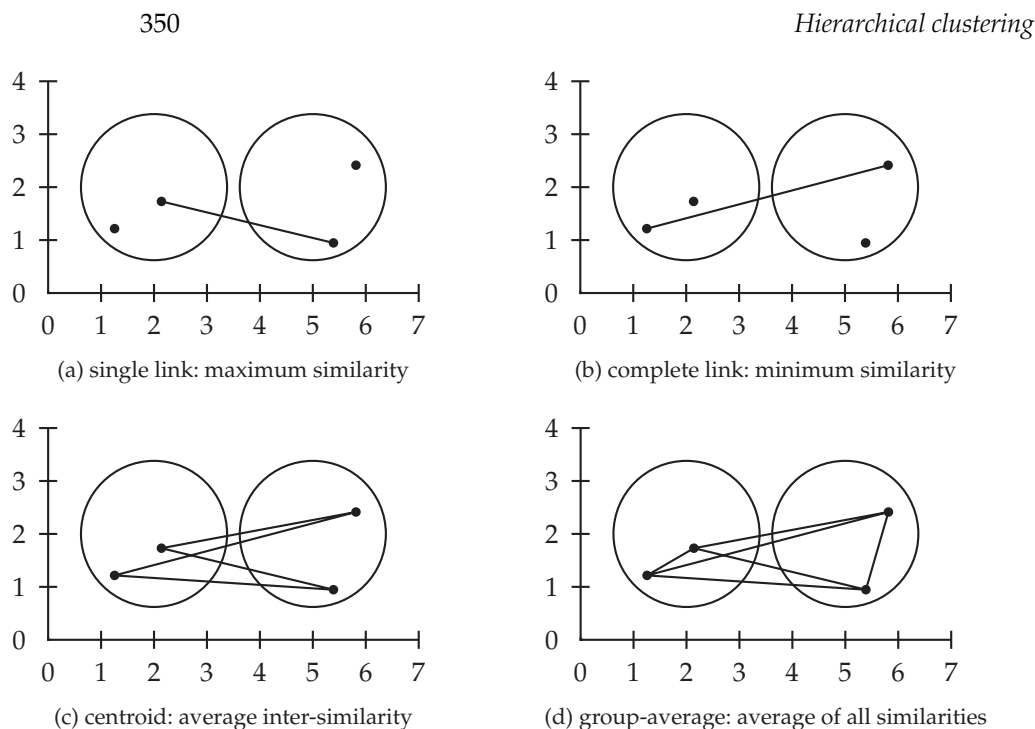 350 Hierarchical clustering
4 4
3 3
2 2
1 1
0 0
0 1 2 3 4 5 6 7 0 1 2 3 4 5 6 7
(a) single link: maximum similarity (b) complete link: minimum similarity
4 4
3 3
2 2
1 1
0 0
0 1 2 3 4 5 6 7 0 1 2 3 4 5 6 7
(c) centroid: average inter-similarity (d) group-average: average of all similarities